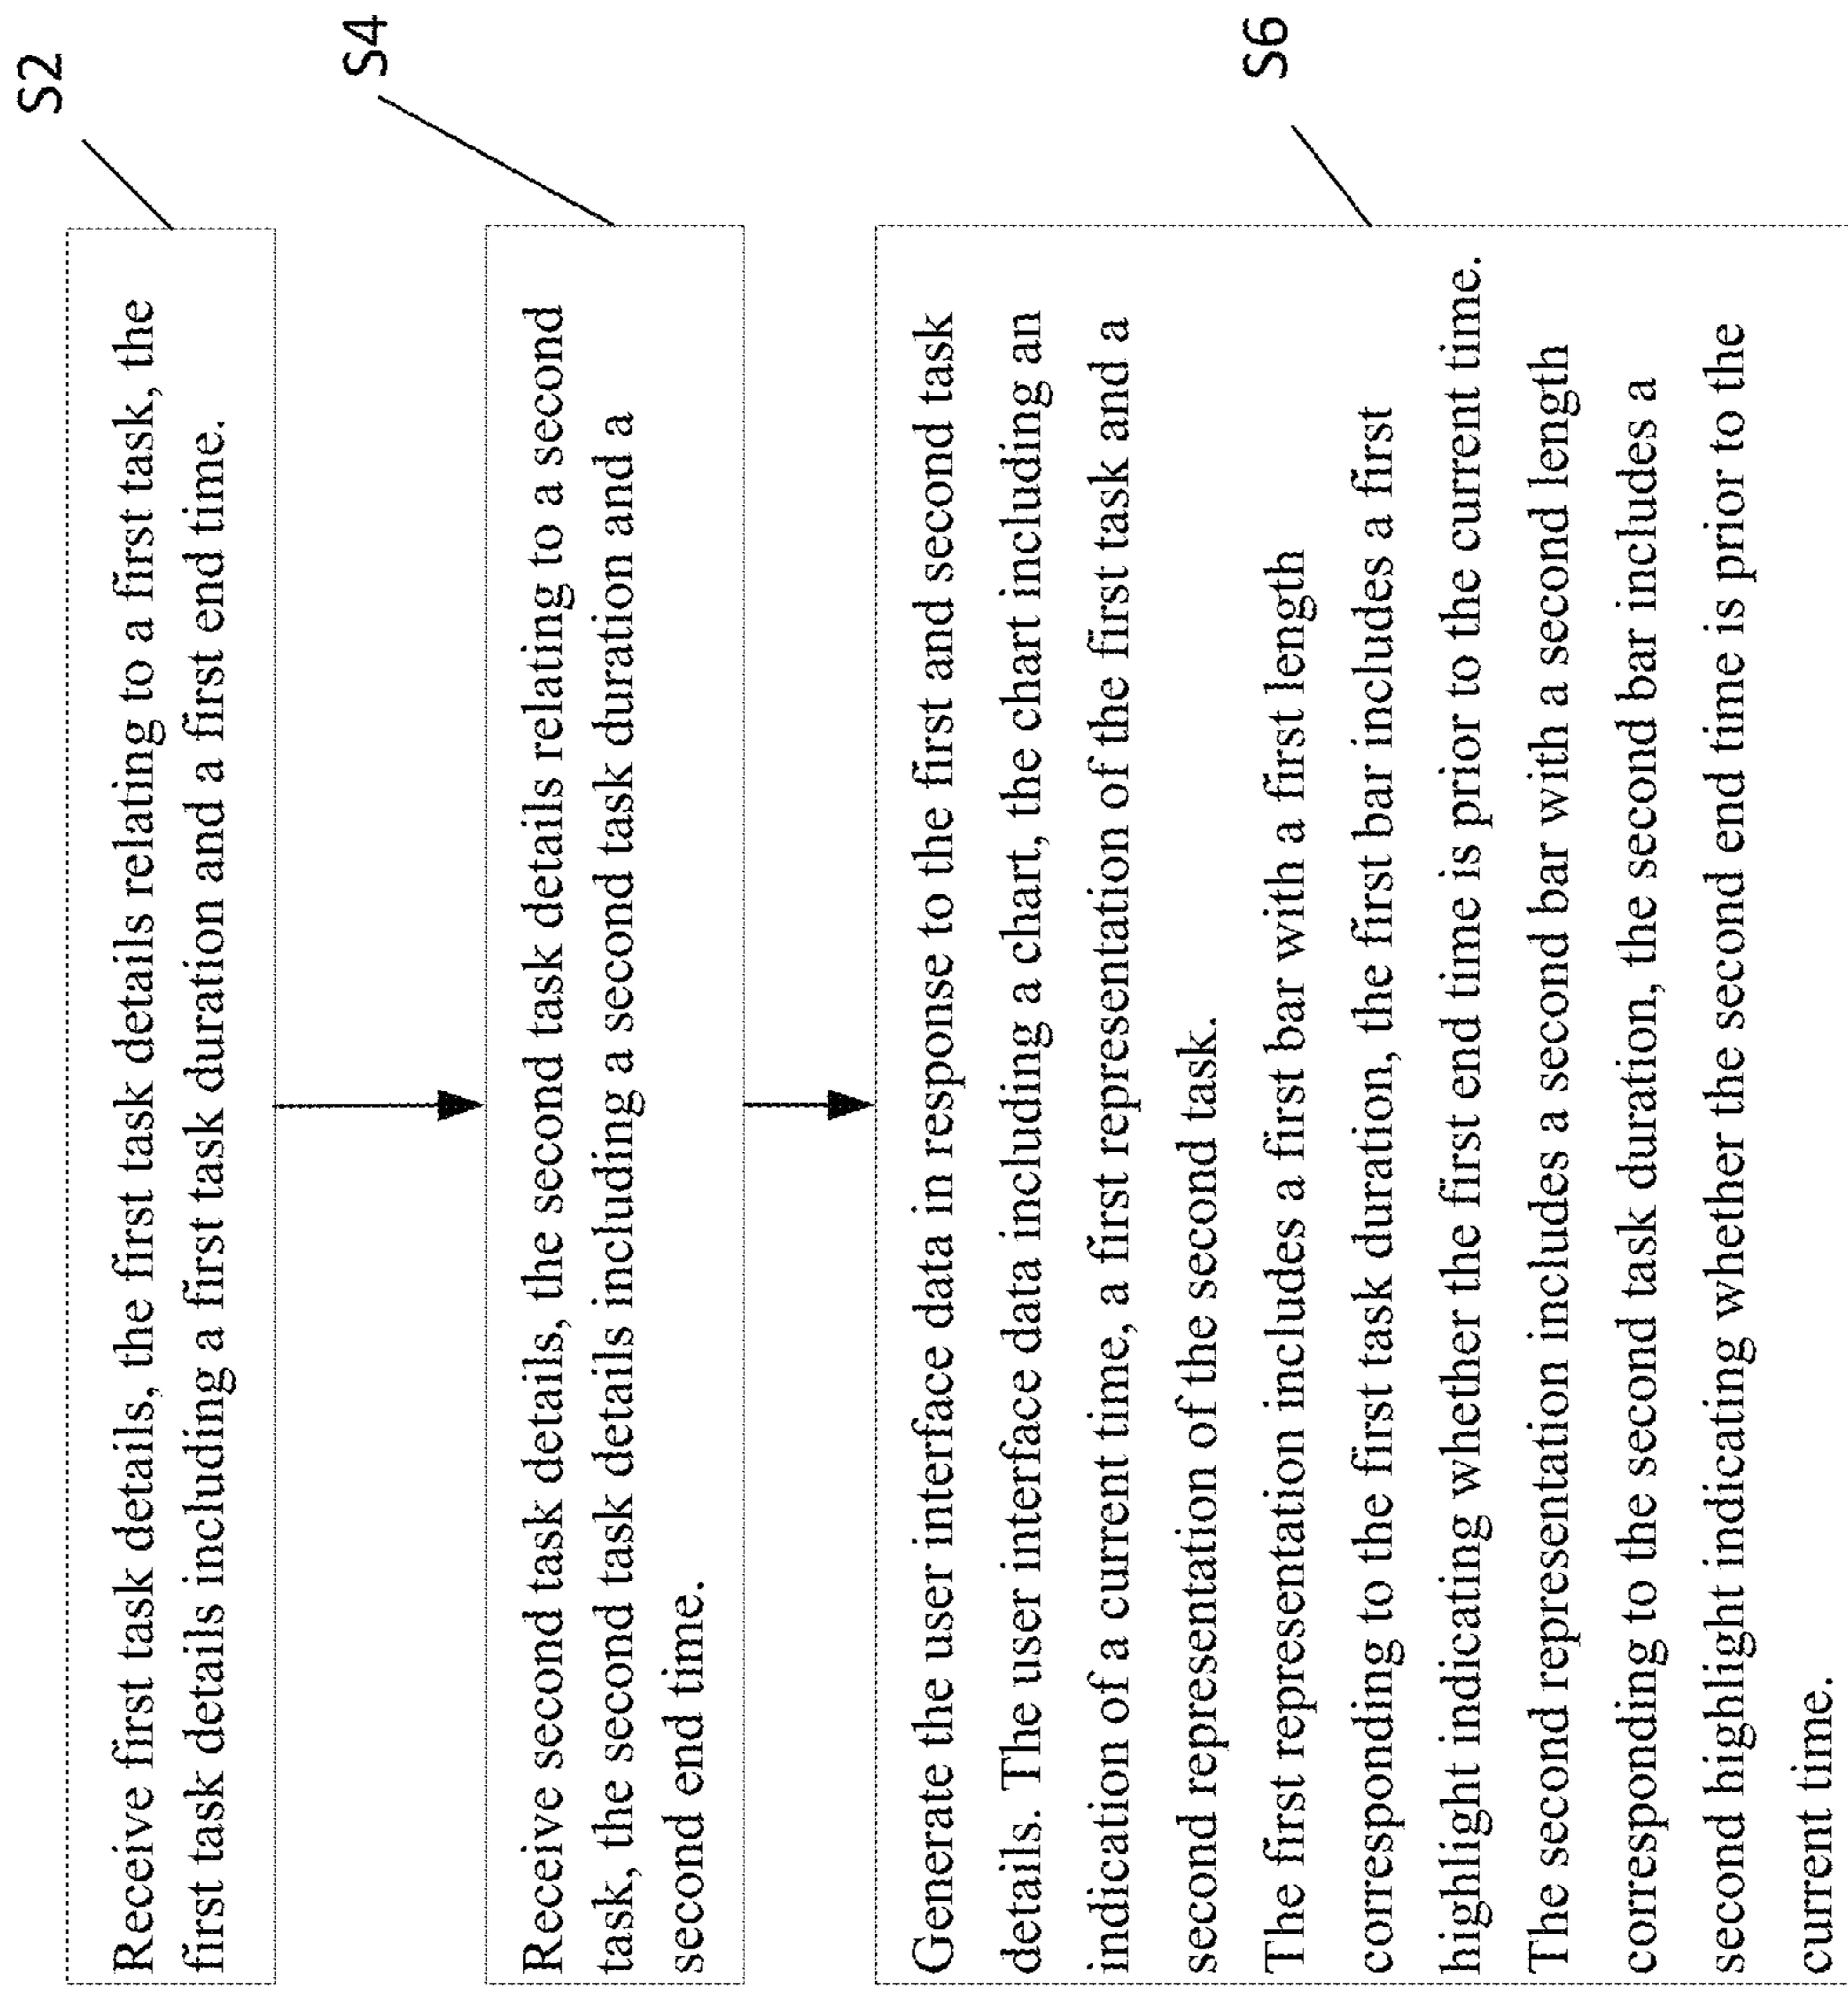 S2
Receive first task details, the first task details relating to a first task, the
first task details including a first task duration and a first end time.
S4
Receive second task details, the second task details relating to a second
task, the second task details including a second task duration and a
second end time.
S6
Generate the user interface data in response to the first and second task
details. The user interface data including a chart, the chart including an
indication of a current time, a first representation of the first task and a
second representation of the second task.
The first representation includes a first bar with a first length
corresponding to the first task duration, the first bar includes a first
highlight indicating whether the first end time is prior to the current time.
The second representation includes a second bar with a second length
corresponding to the second task duration, the second bar includes a
second highlight indicating whether the second end time is prior to the
current time.